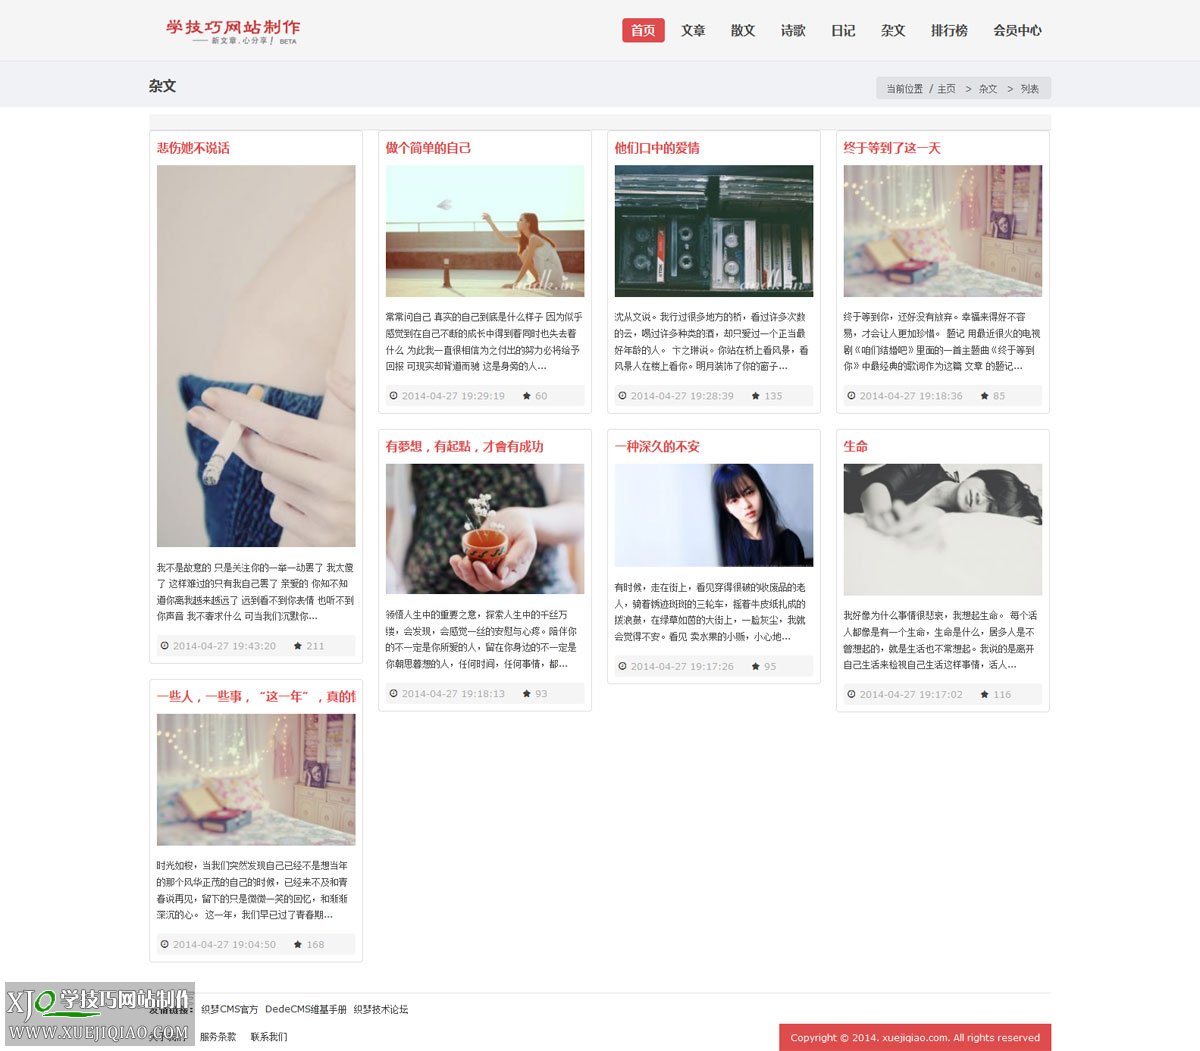 学技巧网站制作
—— 新文章.心分享! BETA
首页 文章 散文 诗歌 日记 杂文 排行榜 会员中心
杂文
当前位置 / 主页 > 杂文 > 列表
悲伤她不说话
我不是故意的 只是关注你的一举一动罢了 我太傻
了 这样难过的只有我自己罢了 亲爱的 你知不知
道你离我越来越远了 远到看不到你表情 也听不到
你声音 我不奢求什么 可当我们沉默你...
2014-04-27 19:43:20 211
做个简单的自己
andk.in
常常问自己 真实的自己到底是什么样子 因为似乎
感觉到在自己不断的成长中得到着同时也失去着
什么 为此我一直很相信为之付出的努力必将给予
回报 可现实却背道而驰 这是身旁的人...
2014-04-27 19:29:19 60
他们口中的爱情
andk.in
沈从文说。我行过很多地方的桥，看过许多次数
的云，喝过许多种类的酒，却只爱过一个正当最
好年龄的人。 卞之琳说。你站在桥上看风景，看
风景人在楼上看你。明月装饰了你的窗子...
2014-04-27 19:28:39 135
终于等到了这一天
终于等到你，还好没有放弃。幸福来得好不容
易，才会让人更加珍惜。 题记 用最近很火的电视
剧《咱们结婚吧》里面的一首主题曲《终于等到
你》中最经典的歌词作为这篇 文章 的题记...
2014-04-27 19:18:36 85
有夢想，有起點，才會有成功
领悟人生中的重要之意，探索人生中的千丝万
缕，会发现，会感觉一丝的安慰与心疼。陪伴你
的不一定是你所爱的人，留在你身边的不一定是
你朝思暮想的人，任何时间，任何事情，都...
2014-04-27 19:18:13 93
一种深久的不安
有时候，走在街上，看见穿得很破的收废品的老
人，骑着锈迹斑斑的三轮车，摇着牛皮纸扎成的
拨浪鼓，在绿草如茵的大街上，一脸灰尘，我就
会觉得不安。看见 卖水果的小贩，小心地...
2014-04-27 19:17:26 95
生命
我好像为什么事情很悲哀，我想起生命。 每个活
人都像是有一个生命，生命是什么，居多人是不
曾想起的，就是生活也不常想起。我说的是离开
自己生活来检视自己生活这样事情，活人...
2014-04-27 19:17:02 116
一些人，一些事，“这一年”，真的
时光如梭，当我们突然发现自己已经不是想当年
的那个风华正茂的自己的时候，已经来不及和青
春说再见，留下的只是微微一笑的回忆，和渐渐
深沉的心。 这一年，我们早已过了青春期...
2014-04-27 19:04:50 168
XJQ 学技巧网站制作
WWW.XUEJIQIAO.COM
友情链接: 织梦CMS官方 DedeCMS维基手册 织梦技术论坛
关于我们 服务条款 联系我们
Copyright © 2014. xuejiqiao.com. All rights reserved